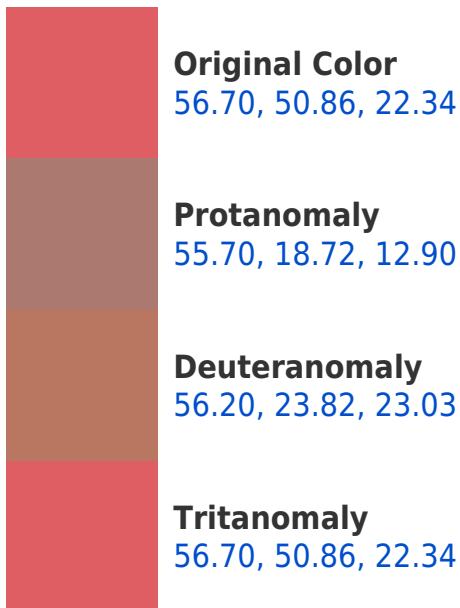 Original Color
56.70, 50.86, 22.34
Protanomaly
55.70, 18.72, 12.90
Deuteranomaly
56.20, 23.82, 23.03
Tritanomaly
56.70, 50.86, 22.34